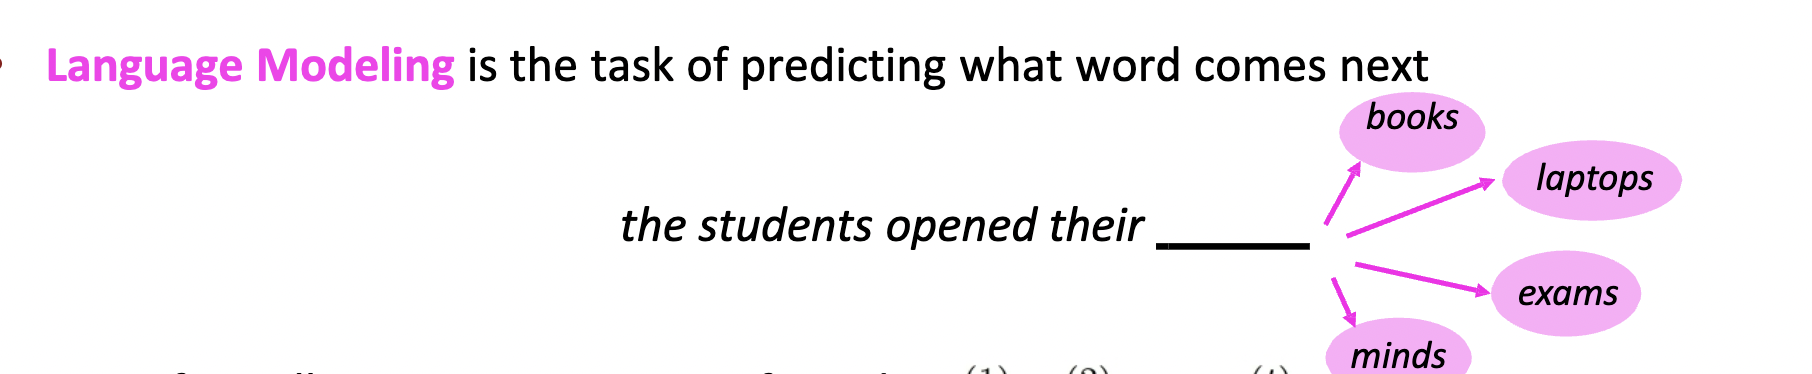 Language Modeling is the task of predicting what word comes next
books
laptops
the students opened their ______
exams
minds